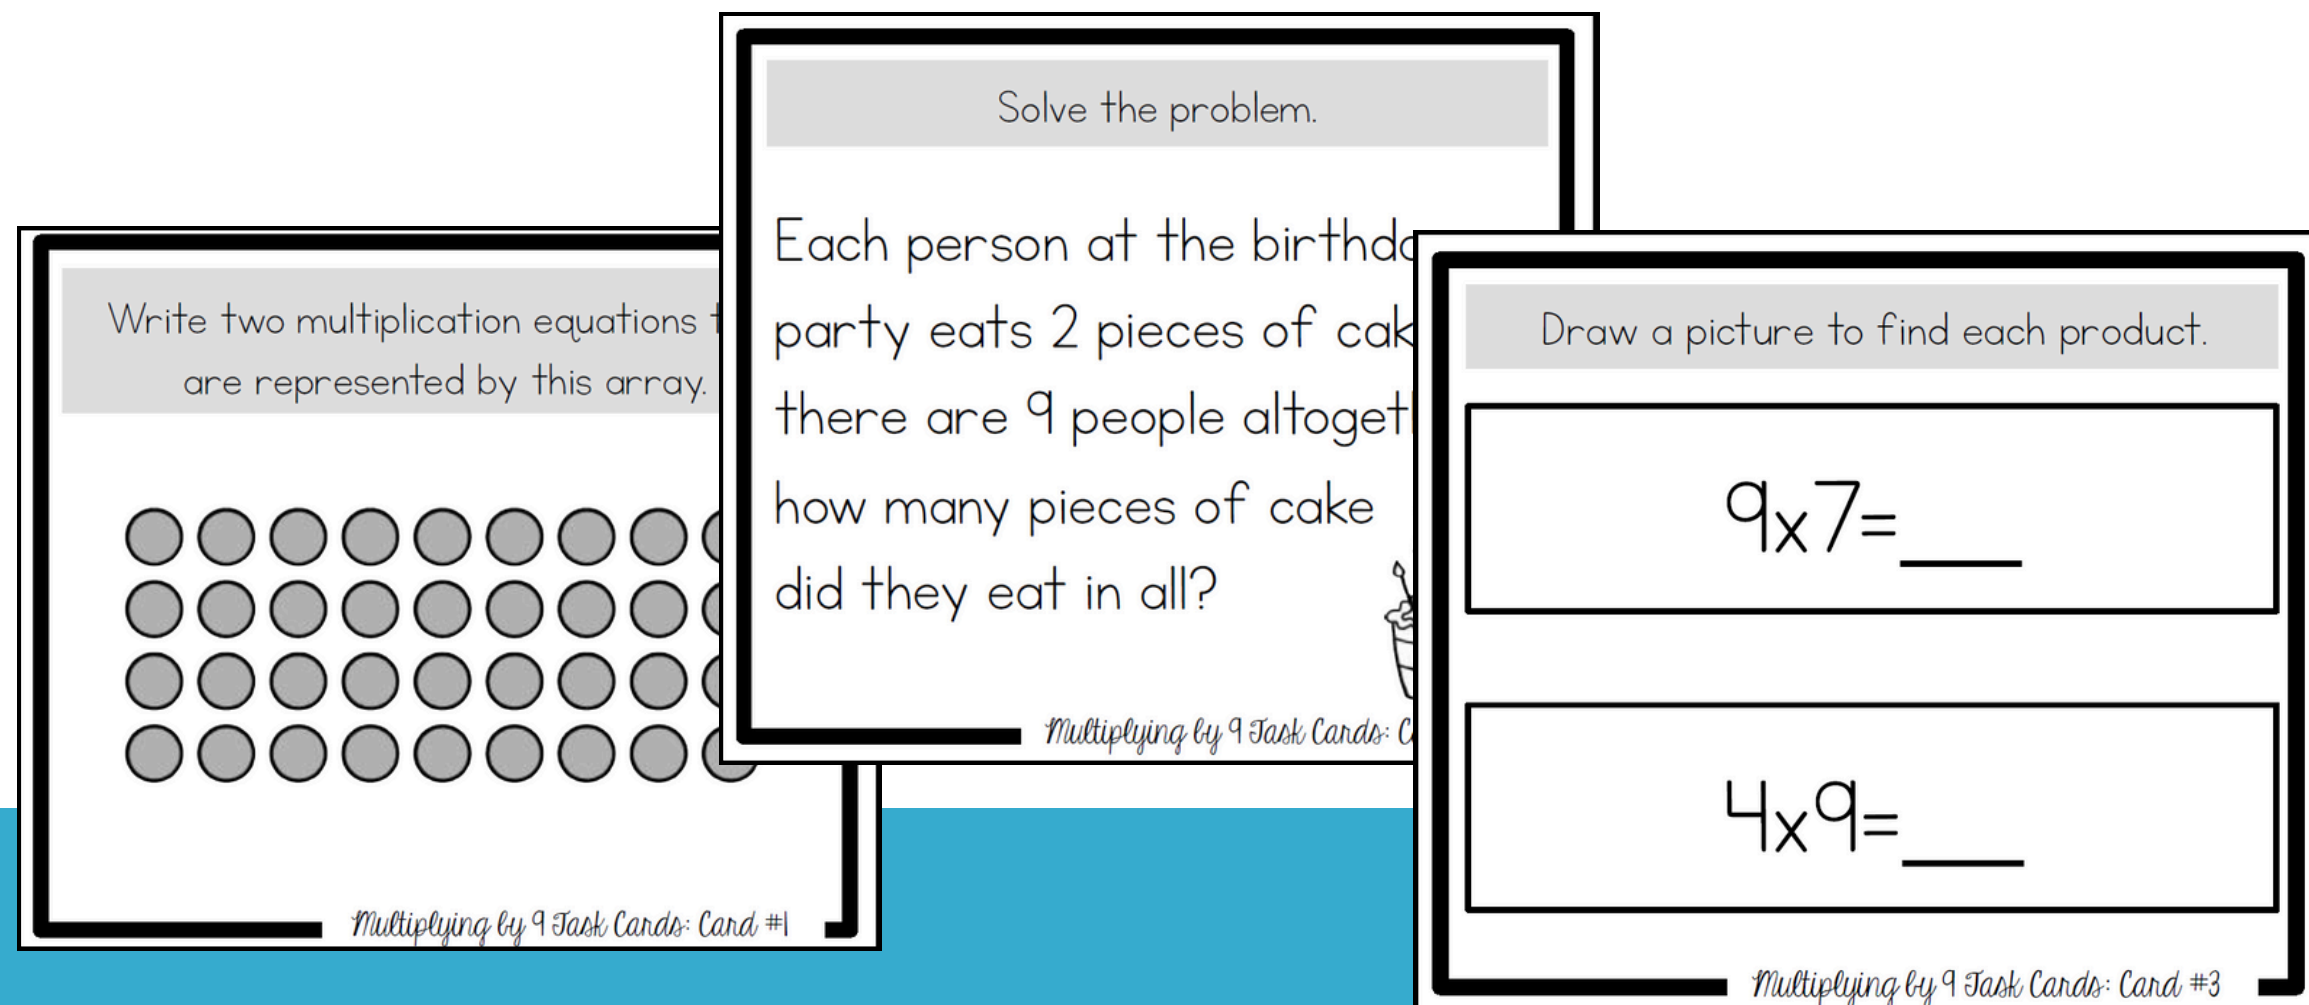 Write two multiplication equations
are represented by this array.
Multiplying by 9 Task Cards: Card #1
Solve the problem.
Each person at the
party eats 2 pieces of
there are 9 people
how many pieces of cake
did they eat in all?
Multiplying by 9 Task Cards:
Draw a picture to find each product.
9x7=___
4x9=___
Multiplying by 9 Task Cards: Card #3